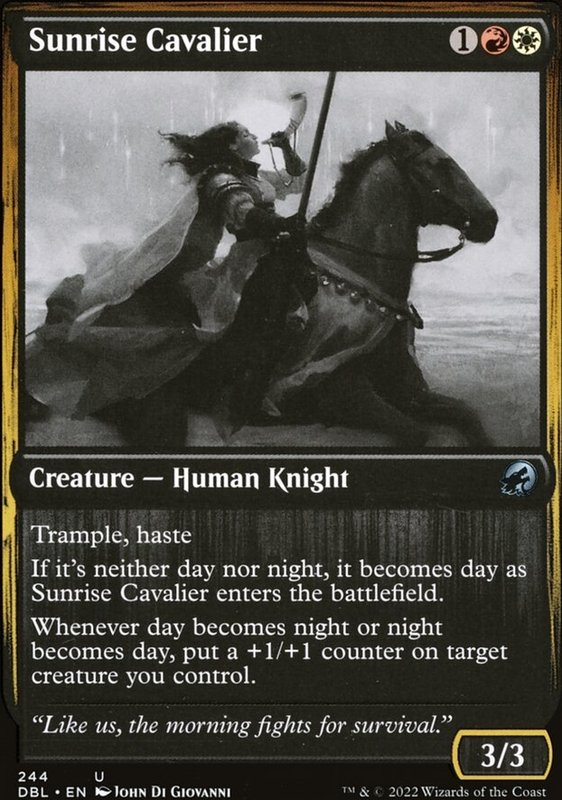 Sunrise Cavalier
1
Creature — Human Knight
Trample, haste
If it's neither day nor night, it becomes day as
Sunrise Cavalier enters the battlefield.
Whenever day becomes night or night
becomes day, put a +1/+1 counter on target
creature you control.
“Like us, the morning fights for survival.”
3/3
244 U
DBL • EN John Di Giovanni
™ & © 2022 Wizards of the Coast